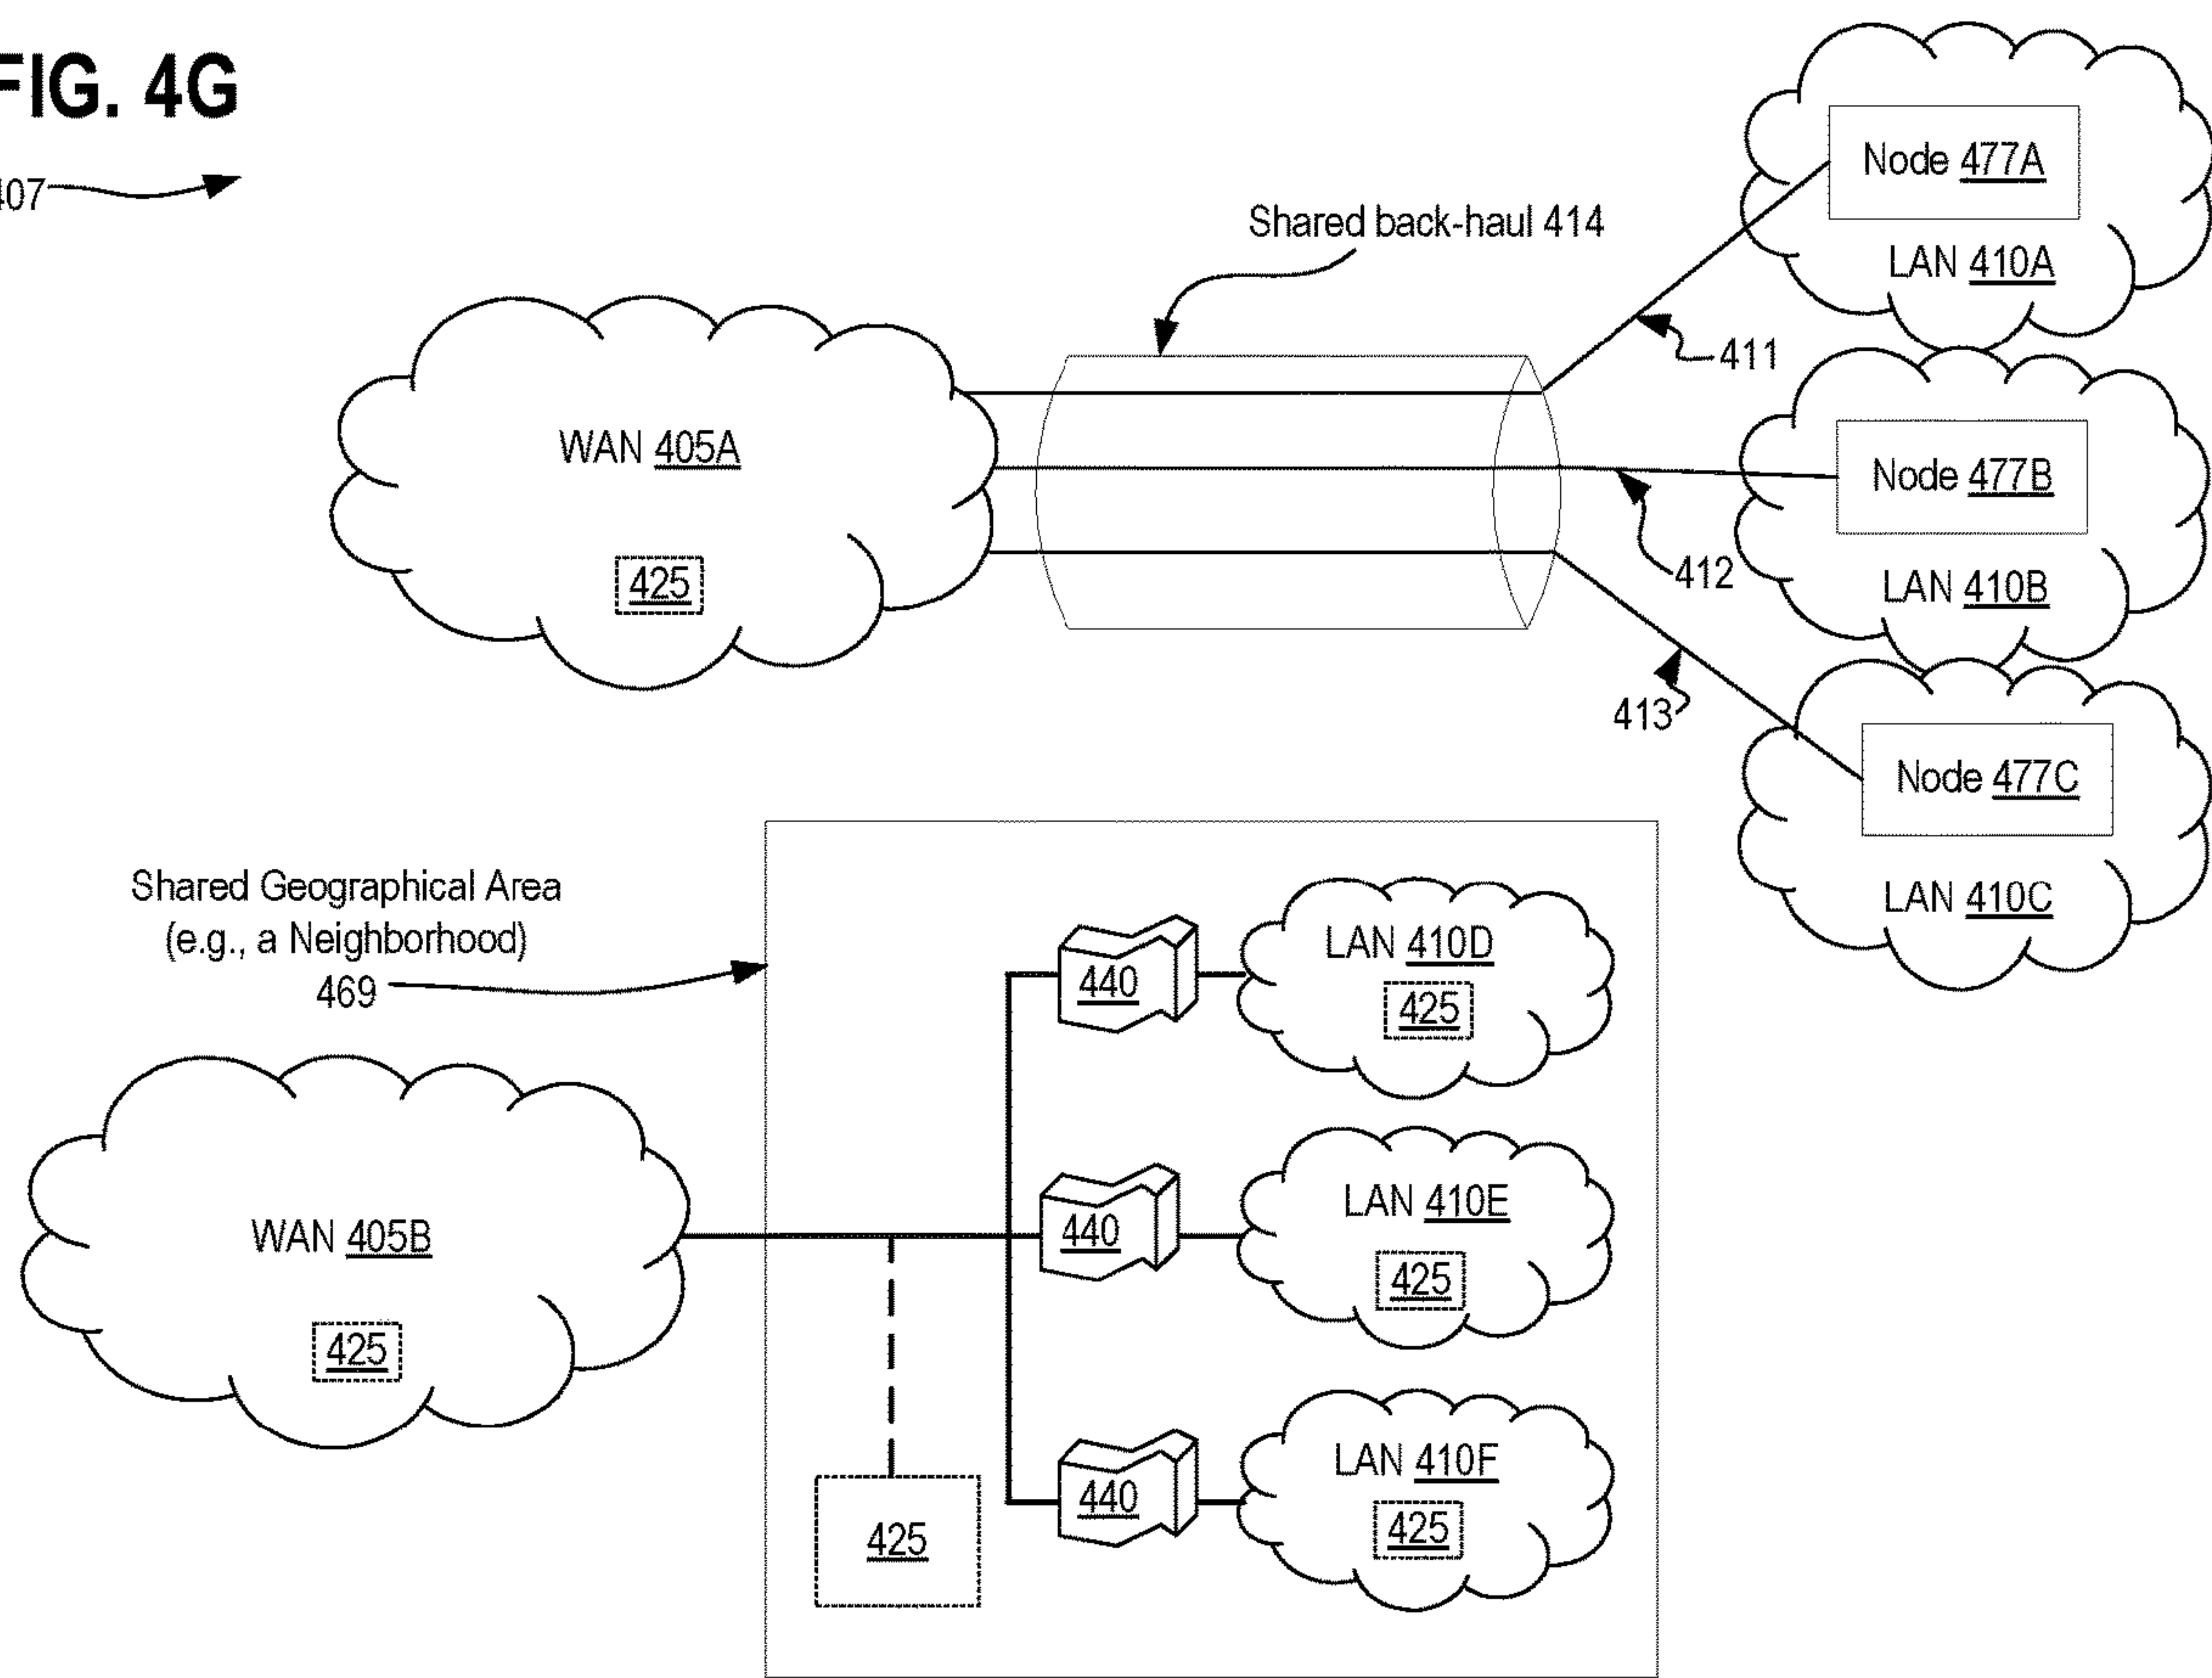 FIG. 4G
407
Shared back-haul 414
Node 477A
LAN 410A
411
WAN 405A
425
Node 477B
LAN 410B
412
413
Node 477C
LAN 410C
Shared Geographical Area
(e.g., a Neighborhood)
469
440
LAN 410D
425
WAN 405B
425
440
LAN 410E
425
425
440
LAN 410F
425